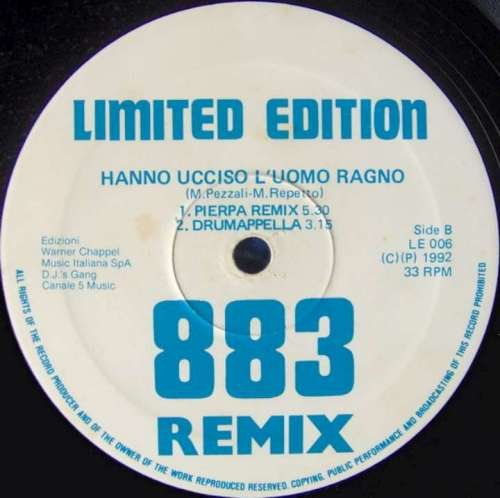 LIMITED EDITION
HANNO UCCISO L'UOMO RAGNO
(M.Pezzali-M.Repetto)
1. PIERPA REMIX 5.30
2. DRUMAPPELLA 3.15
Edizioni
Warner Chappel
Music Italiana SpA
D.J.'s Gang
Canale 5 Music
Side B
LE 006
(C)(P) 1992
33 RPM
883
REMIX
ALL RIGHTS OF THE RECORD PRODUCER AND OF THE OWNER OF THE WORK REPRODUCED RESERVED. COPYING, PUBLIC PERFORMANCE AND BROADCASTING OF THIS RECORD PROHIBITED